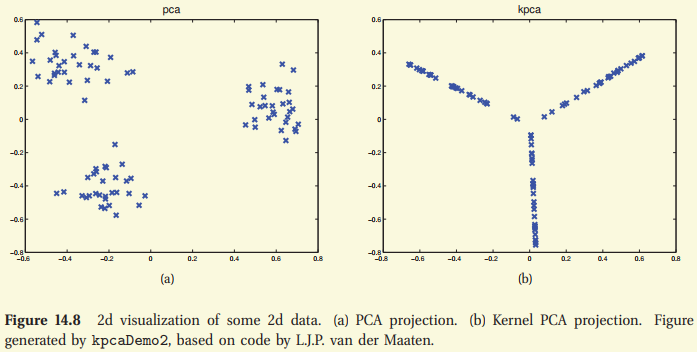 pca
0.6
0.4
0.2
0
−0.2
−0.4
−0.6
−0.8
−0.6 −0.4 −0.2 0 0.2 0.4 0.6 0.8
(a)
kpca
0.6
0.4
0.2
0
−0.2
−0.4
−0.6
−0.8
−0.8 −0.6 −0.4 −0.2 0 0.2 0.4 0.6 0.8
(b)
Figure 14.8 2d visualization of some 2d data. (a) PCA projection. (b) Kernel PCA projection. Figure
generated by kpcaDemo2, based on code by L.J.P. van der Maaten.